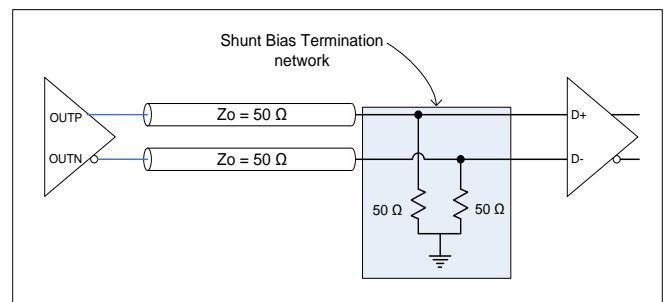 Shunt Bias Termination
network
OUTP
Zo = 50 Ω
D+
OUTN
Zo = 50 Ω
D-
50 Ω
50 Ω